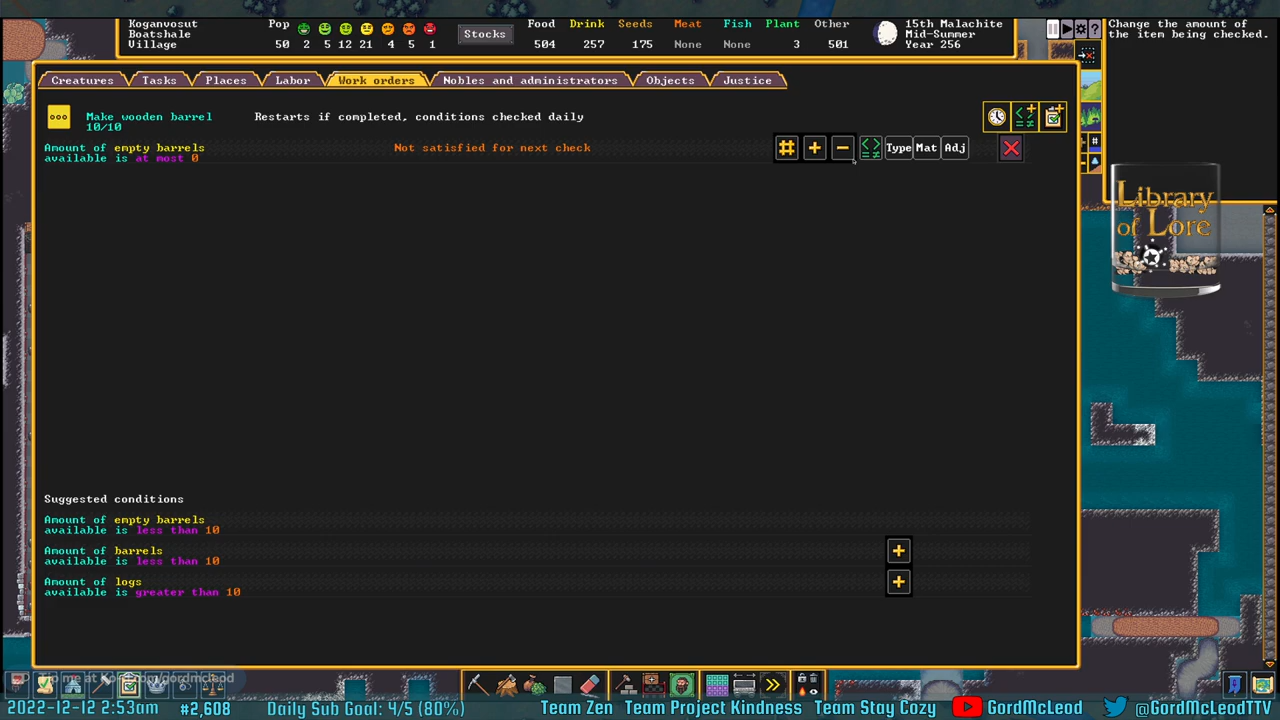 Koganvosut
Boatshale
Village
Pop
50 2 5 12 21 4 5 1
Stocks
Food Drink Seeds Meat Fish Plant Other
504 257 175 None None 3 501
15th Malachite
Mid-Summer
Year 256
Change the amount of
the item being checked.
Creatures Tasks Places Labor Work orders Nobles and administrators Objects Justice
Make wooden barrel
10/10
Restarts if completed, conditions checked daily
Amount of empty barrels
available is at most 0
Not satisfied for next check
Type Mat Adj
Library
of Lore
Suggested conditions
Amount of empty barrels
available is less than 10
Amount of barrels
available is less than 10
Amount of logs
available is greater than 10
2022-12-12 2:53am #2,608 Daily Sub Goal: 4/5 (80%) Team Zen Team Project Kindness Team Stay Cozy GordMcLeod @GordMcLeodTTV